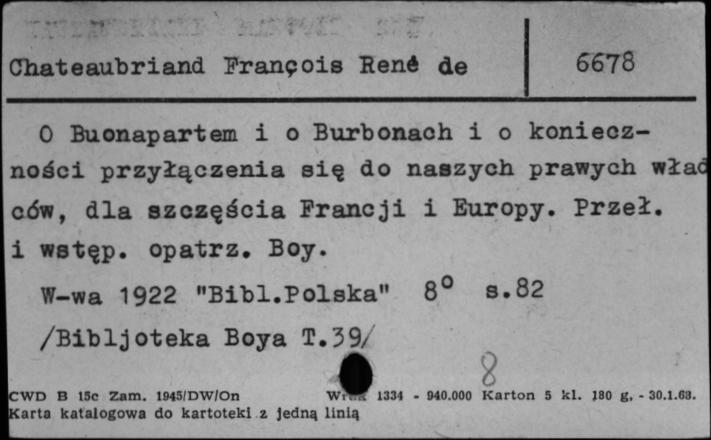 Chateaubriand François René de
6678
O Buonapartem i o Burbonach i o koniecz-
ności przyłączenia się do naszych prawych wład
ców, dla szczęścia Francji i Europy. Przeł.
i wstęp. opatrz. Boy.
W-wa 1922 "Bibl.Polska" 8° s.82
/Bibljoteka Boya T.39/
8
CWD B 15c Zam. 1945/DW/On 1334 - 940.000 Karton 5 kl. 180 g, - 30.1.63.
Karta katalogowa do kartoteki z jedną linią